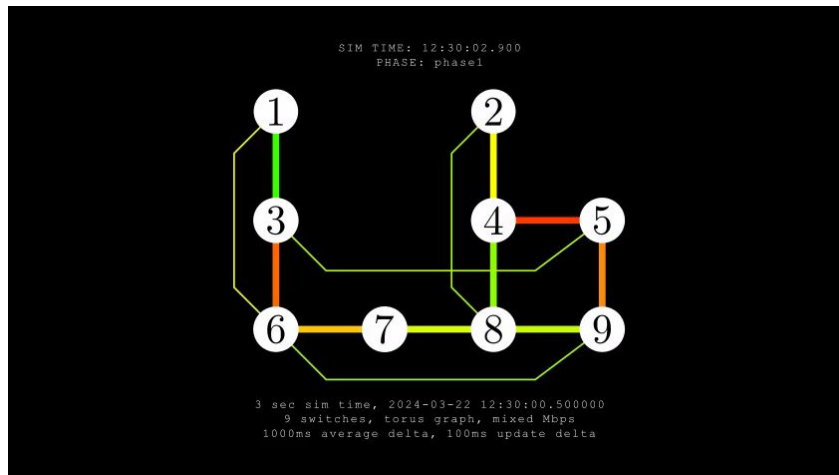 SIM TIME: 12:30:02.900
PHASE: phase1
1 2
3 4 5
6 7 8 9
3 sec sim time, 2024-03-22 12:30:00.500000
9 switches, torus graph, mixed Mbps
1000ms average delta, 100ms update delta